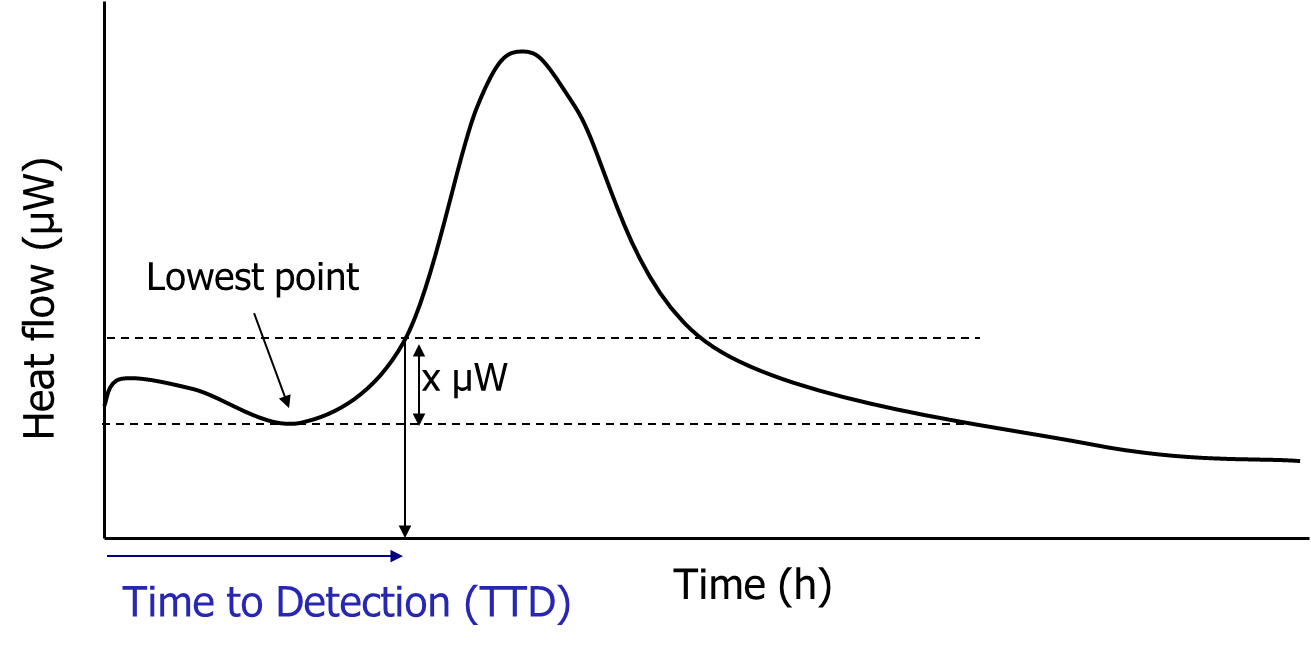 Heat flow (µW)
Lowest point
x µW
Time to Detection (TTD)
Time (h)